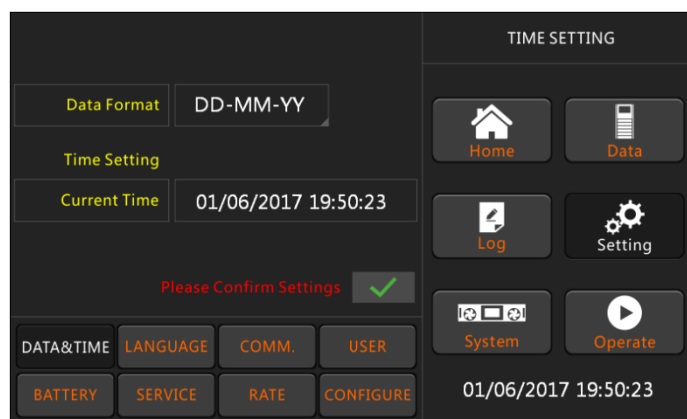 TIME SETTING
Data Format DD-MM-YY
Time Setting
Current Time 01/06/2017 19:50:23
Please Confirm Settings
Home Data
Log Setting
System Operate
DATA&TIME LANGUAGE COMM. USER
BATTERY SERVICE RATE CONFIGURE
01/06/2017 19:50:23